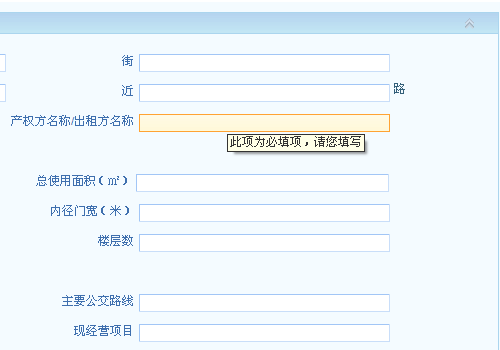 街
近 路
产权方名称/出租方名称
此项为必填项，请您填写
总使用面积（㎡）
内径门宽（米）
楼层数
主要公交路线
现经营项目